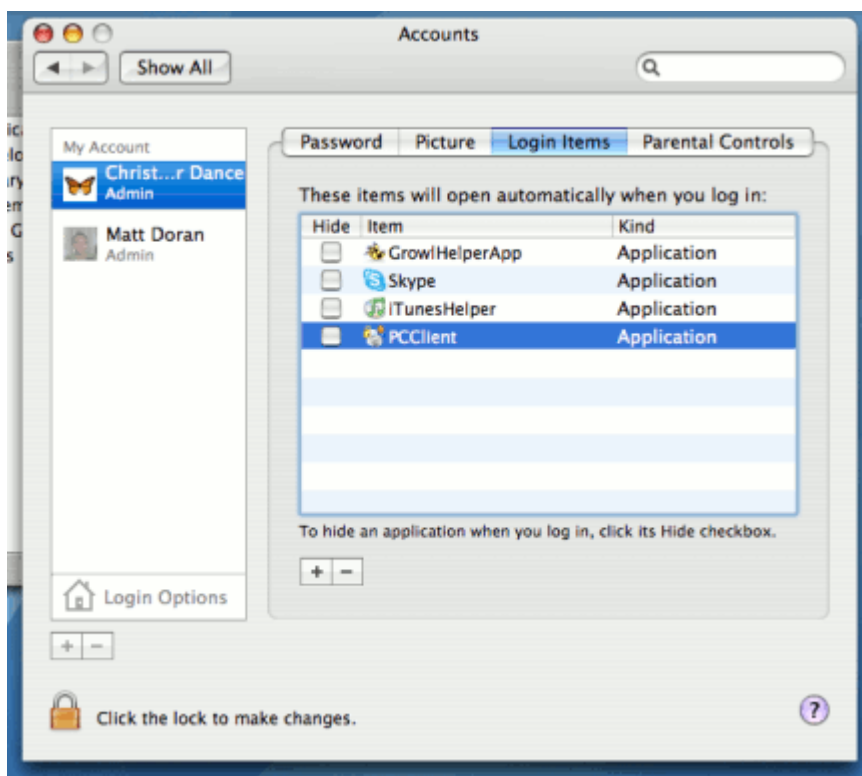 Accounts
Show All
My Account
Christ...r Dance
Admin
Matt Doran
Admin
Login Options
Password Picture Login Items Parental Controls
These items will open automatically when you log in:
Hide Item Kind
GrowlHelperApp Application
Skype Application
iTunesHelper Application
PCClient Application
To hide an application when you log in, click its Hide checkbox.
+ −
+ −
Click the lock to make changes.
?